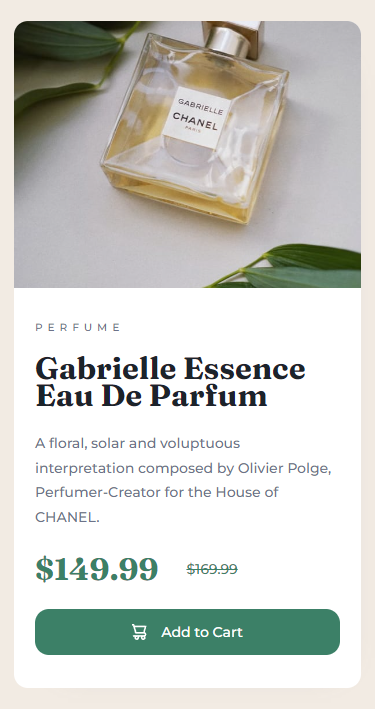 GABRIELLE
CHANEL
PARIS
PERFUME
Gabrielle Essence
Eau De Parfum
A floral, solar and voluptuous
interpretation composed by Olivier Polge,
Perfumer-Creator for the House of
CHANEL.
$149.99 $169.99
Add to Cart